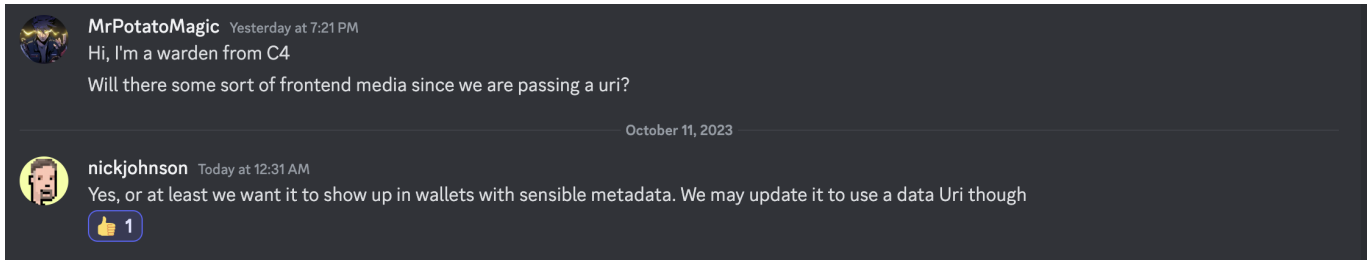 MrPotatoMagic Yesterday at 7:21 PM
Hi, I'm a warden from C4
Will there some sort of frontend media since we are passing a uri?
October 11, 2023
nickjohnson Today at 12:31 AM
Yes, or at least we want it to show up in wallets with sensible metadata. We may update it to use a data Uri though
👍 1